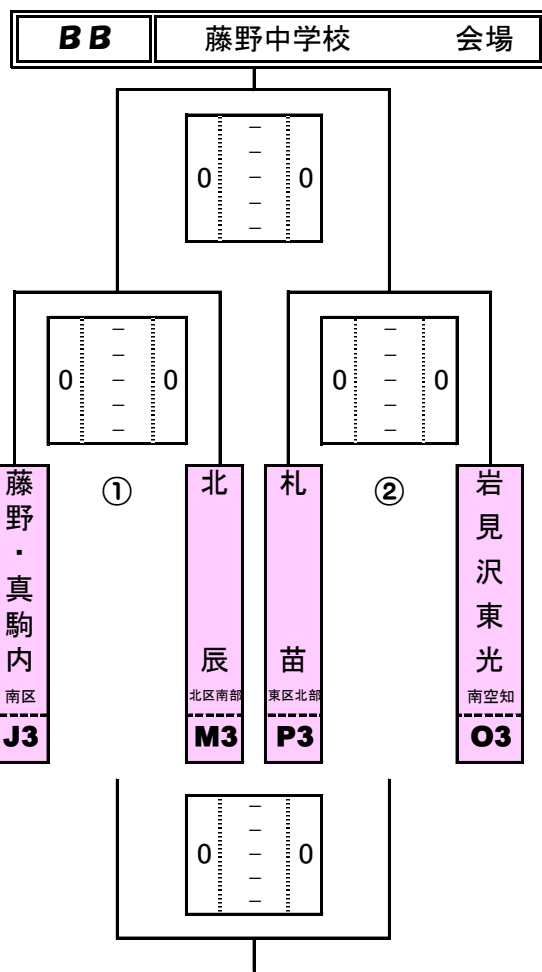 BB 藤野中学校 会場
0 － － － － － 0
0 － － － － － 0
0 － － － － － 0
① ②
藤野・真駒内
南区
J3
北辰
北区南部
M3
札苗
東区北部
P3
岩見沢東光
南空知
O3
0 － － － － － 0